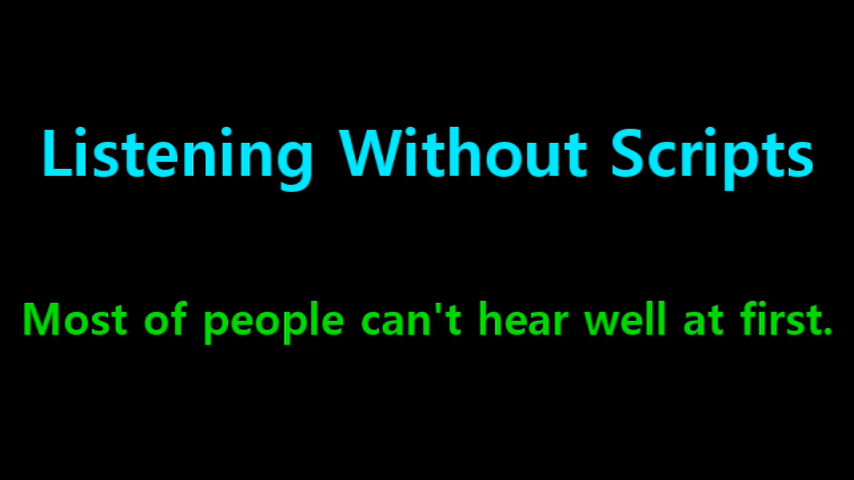 Listening Without Scripts
Most of people can't hear well at first.